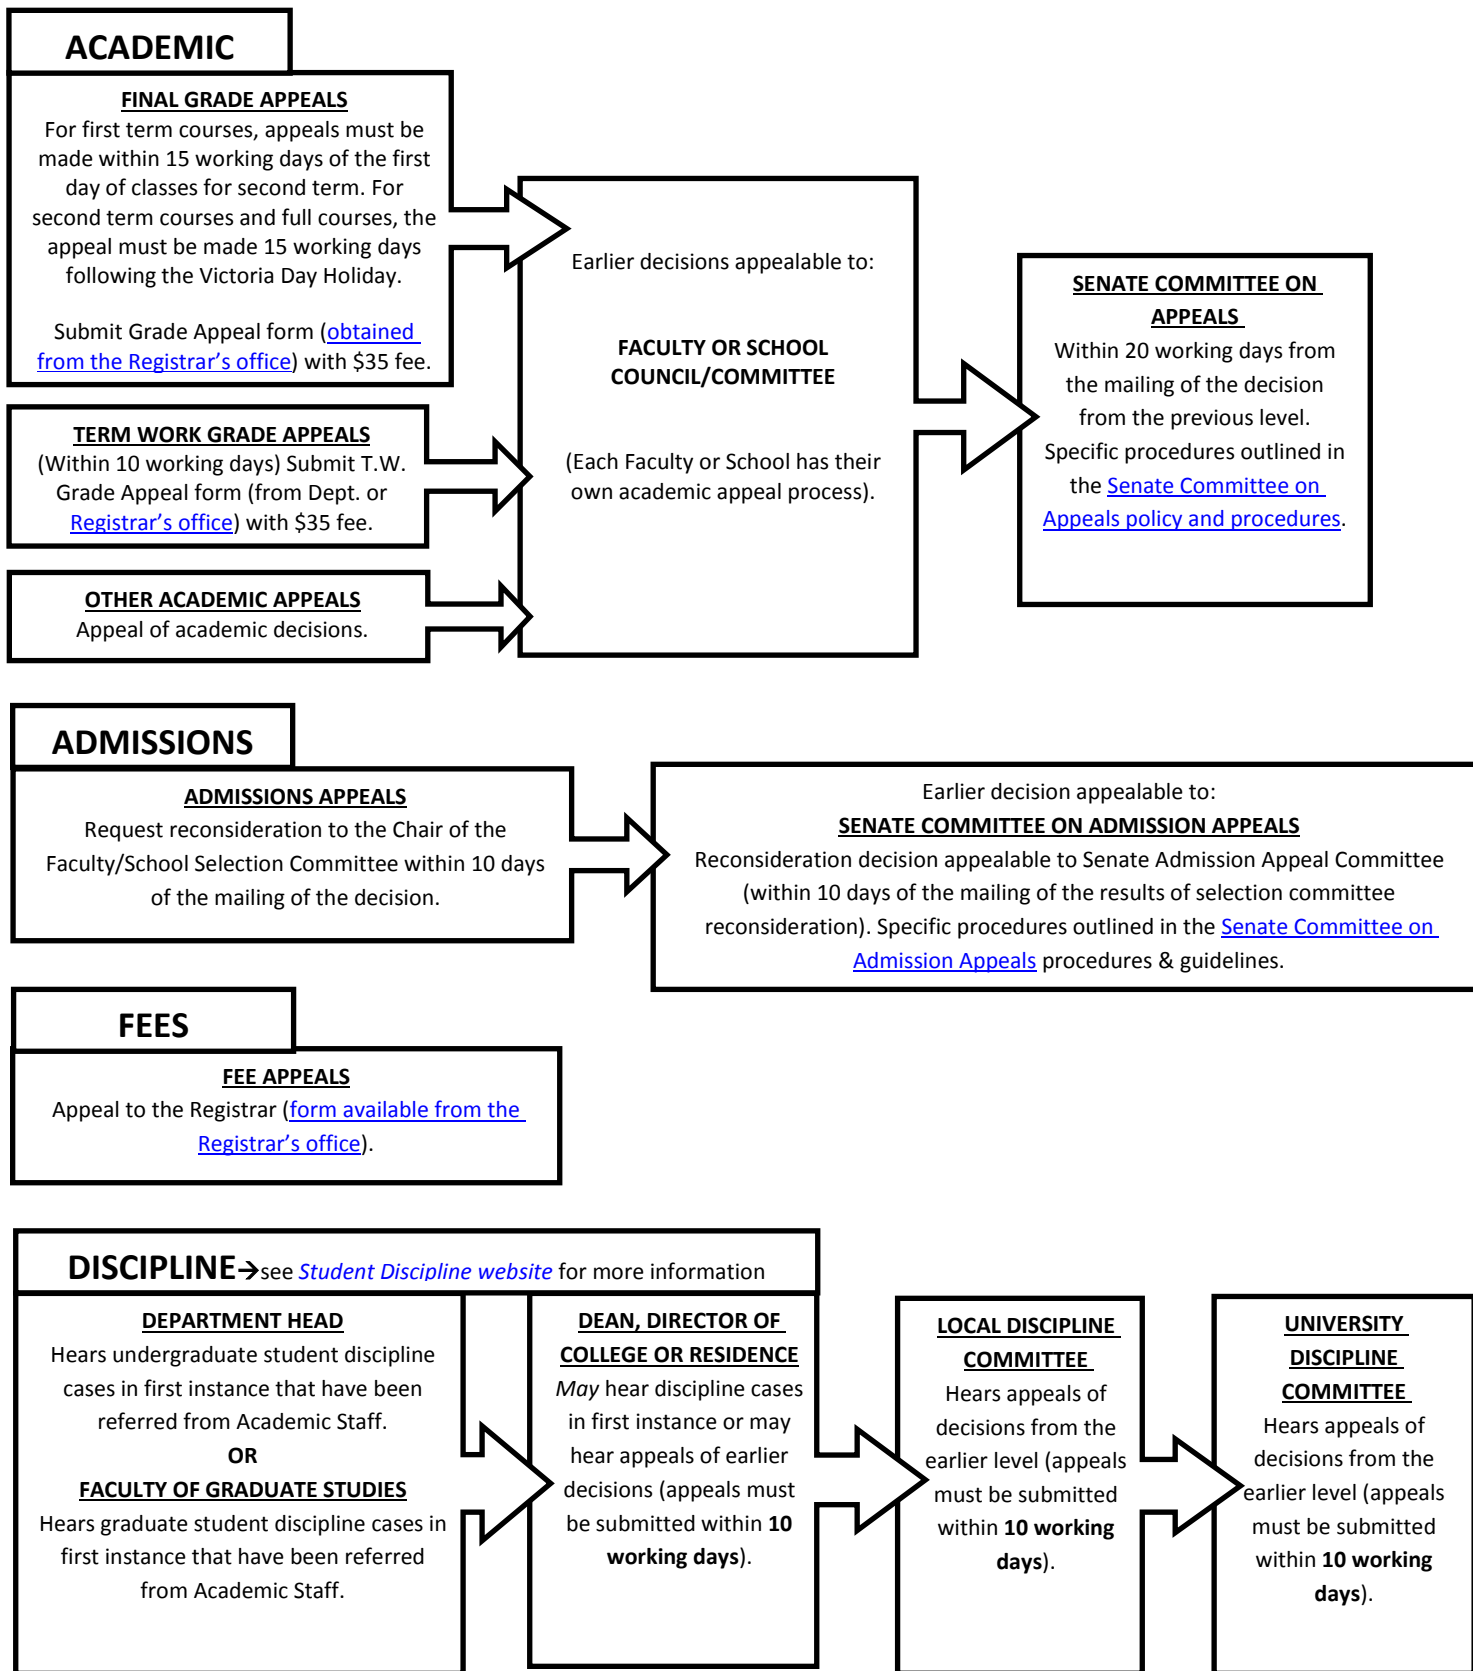 ACADEMIC
FINAL GRADE APPEALS
For first term courses, appeals must be
made within 15 working days of the first
day of classes for second term. For
second term courses and full courses, the
appeal must be made 15 working days
following the Victoria Day Holiday.
Submit Grade Appeal form (obtained
from the Registrar's office) with $35 fee.
TERM WORK GRADE APPEALS
(Within 10 working days) Submit T.W.
Grade Appeal form (from Dept. or
Registrar's office) with $35 fee.
OTHER ACADEMIC APPEALS
Appeal of academic decisions.
Earlier decisions appealable to:
FACULTY OR SCHOOL
COUNCIL/COMMITTEE
(Each Faculty or School has their
own academic appeal process).
SENATE COMMITTEE ON
APPEALS
Within 20 working days from
the mailing of the decision
from the previous level.
Specific procedures outlined in
the Senate Committee on
Appeals policy and procedures.
ADMISSIONS
ADMISSIONS APPEALS
Request reconsideration to the Chair of the
Faculty/School Selection Committee within 10 days
of the mailing of the decision.
Earlier decision appealable to:
SENATE COMMITTEE ON ADMISSION APPEALS
Reconsideration decision appealable to Senate Admission Appeal Committee
(within 10 days of the mailing of the results of selection committee
reconsideration). Specific procedures outlined in the Senate Committee on
Admission Appeals procedures & guidelines.
FEES
FEE APPEALS
Appeal to the Registrar (form available from the
Registrar's office).
DISCIPLINE→see Student Discipline website for more information
DEPARTMENT HEAD
Hears undergraduate student discipline
cases in first instance that have been
referred from Academic Staff.
OR
FACULTY OF GRADUATE STUDIES
Hears graduate student discipline cases in
first instance that have been referred
from Academic Staff.
DEAN, DIRECTOR OF
COLLEGE OR RESIDENCE
May hear discipline cases
in first instance or may
hear appeals of earlier
decisions (appeals must
be submitted within 10
working days).
LOCAL DISCIPLINE
COMMITTEE
Hears appeals of
decisions from the
earlier level (appeals
must be submitted
within 10 working
days).
UNIVERSITY
DISCIPLINE
COMMITTEE
Hears appeals of
decisions from the
earlier level (appeals
must be submitted
within 10 working
days).